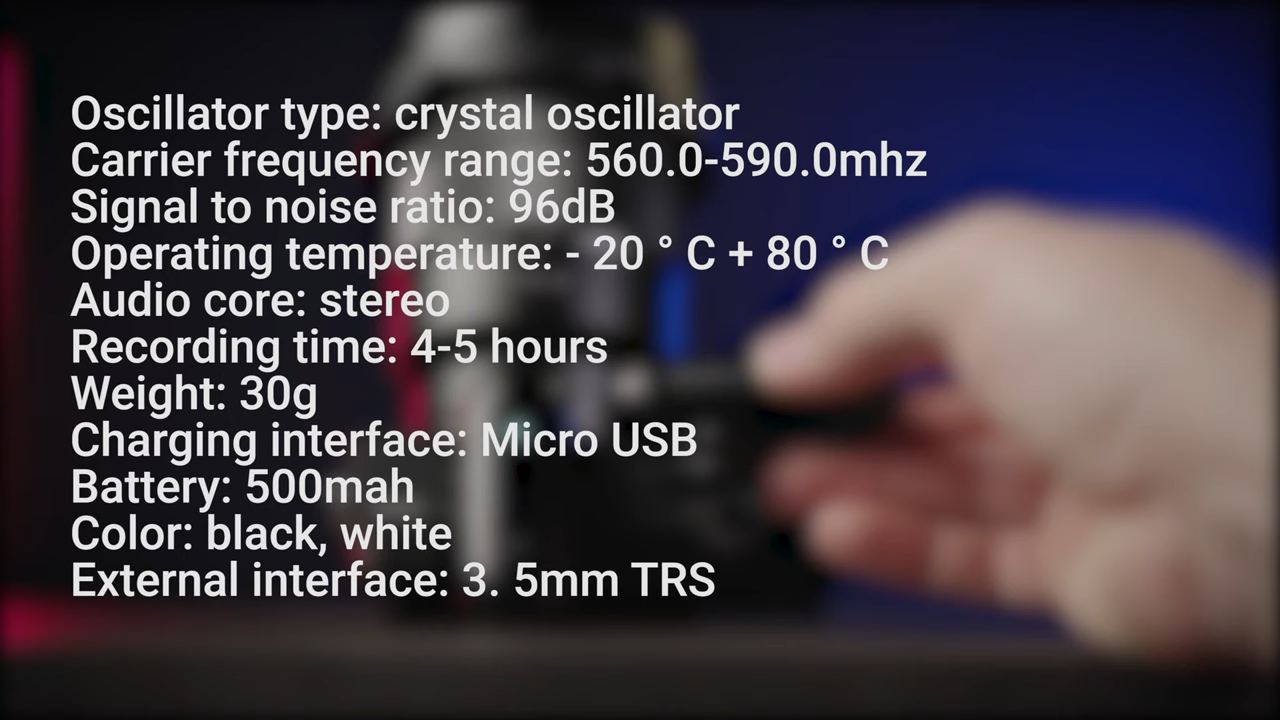 Oscillator type: crystal oscillator
Carrier frequency range: 560.0-590.0mhz
Signal to noise ratio: 96dB
Operating temperature: - 20 ° C + 80 ° C
Audio core: stereo
Recording time: 4-5 hours
Weight: 30g
Charging interface: Micro USB
Battery: 500mah
Color: black, white
External interface: 3. 5mm TRS